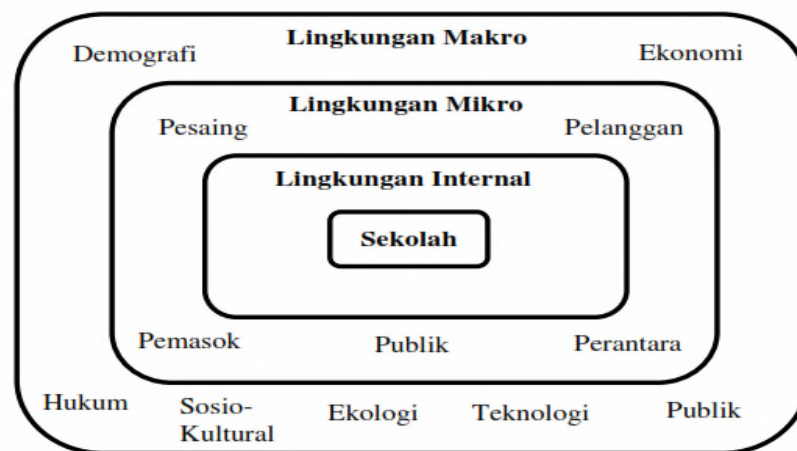 Lingkungan Makro
Demografi
Ekonomi
Lingkungan Mikro
Pesaing
Pelanggan
Lingkungan Internal
Sekolah
Pemasok
Publik
Perantara
Hukum
Sosio-
Kultural
Ekologi
Teknologi
Publik